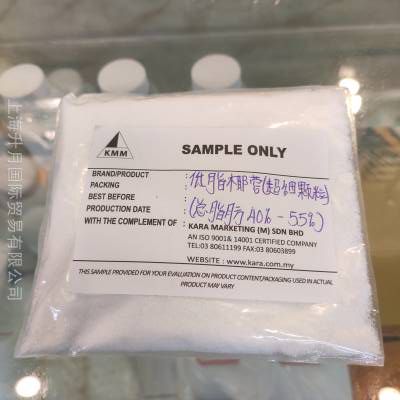 上海升月国际贸易有限公司
KMM
SAMPLE ONLY
BRAND/PRODUCT : 低脂椰蓉(超細顆粒)
PACKING :
BEST BEFORE : (总脂肪40% - 55%)
PRODUCTION DATE :
WITH THE COMPLEMENT OF : KARA MARKETING (M) SDN BHD
AN ISO 9001& 14001 CERTIFIED COMPANY
TEL:03 80611199 FAX:03 80603899
WEBSITE : www.kara.com.my
THIS SAMPLE PROVIDED FOR YOUR EVALUATION ON PRODUCT CONTENT,PACKAGING USED IN ACTUAL
PRODUCT MAY VARY